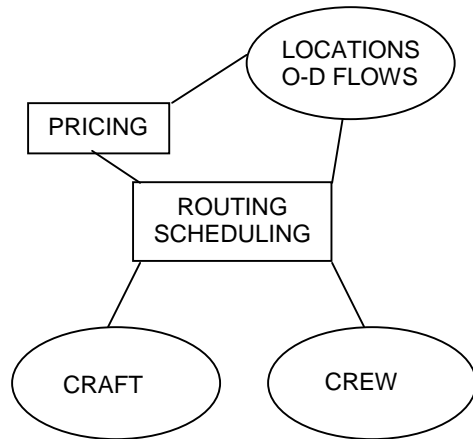 LOCATIONS
O-D FLOWS
PRICING
ROUTING
SCHEDULING
CRAFT
CREW